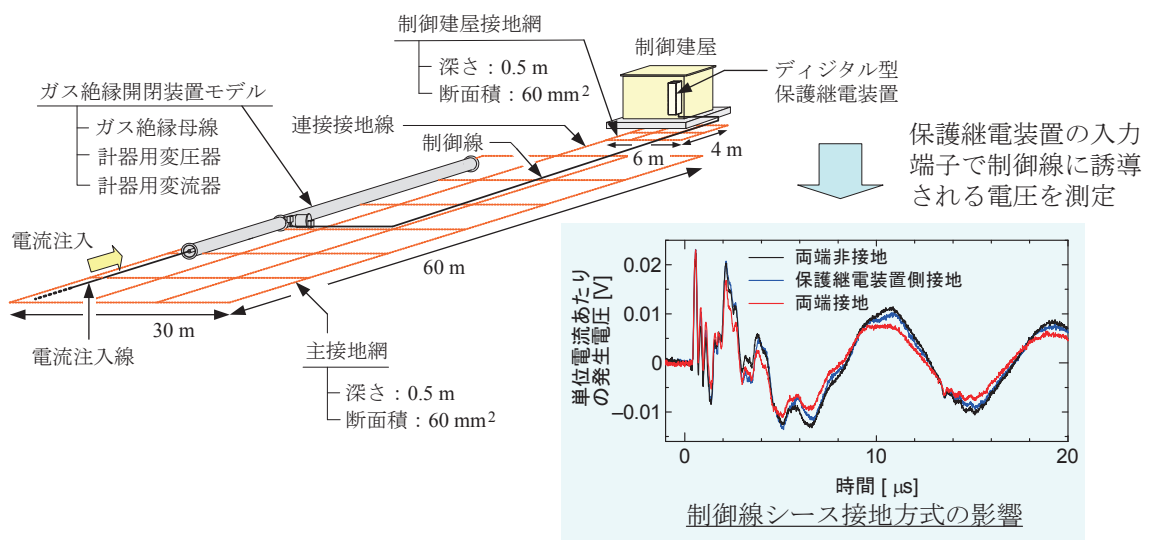 制御建屋接地網
深さ：0.5 m
断面積：60 mm²
制御建屋
ディジタル型
保護継電装置
ガス絶縁開閉装置モデル
ガス絶縁母線
計器用変圧器
計器用変流器
連接接地線
制御線
6 m
4 m
保護継電装置の入力
端子で制御線に誘導
される電圧を測定
電流注入
60 m
30 m
電流注入線
主接地網
深さ：0.5 m
断面積：60 mm²
単位電流あたり
の発生電圧 [V]
0.02
0.01
0
−0.01
両端非接地
保護継電装置側接地
両端接地
0
10
20
時間 [ μs]
制御線シース接地方式の影響